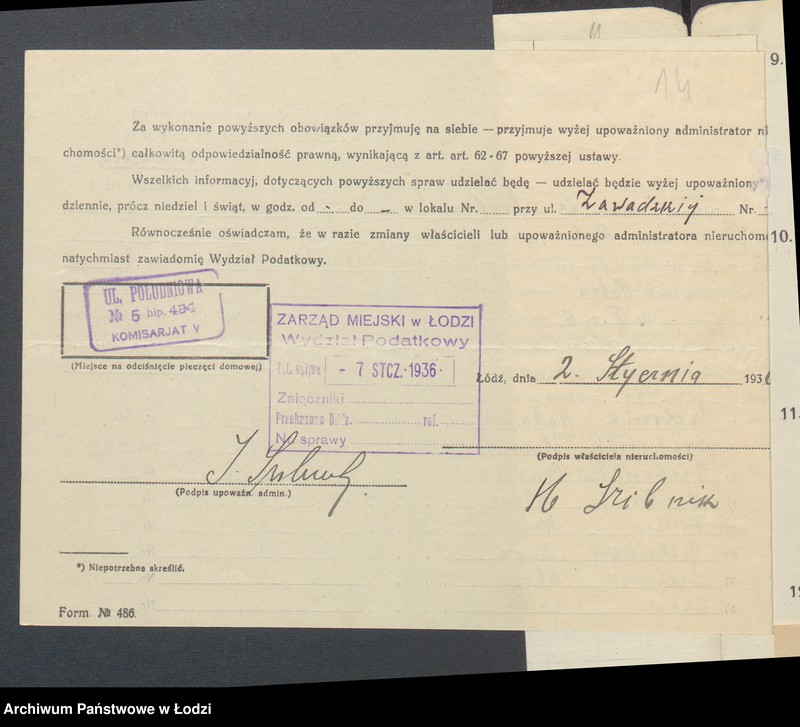 14
Za wykonanie powyższych obowiązków przyjmuję na siebie — przyjmuje wyżej upoważniony administrator ni
chomości*) całkowitą odpowiedzialność prawną, wynikającą z art. art. 62-67 powyższej ustawy.
Wszelkich informacyj, dotyczących powyższych spraw udzielać będę — udzielać będzie wyżej upoważniony*
dziennie, prócz niedziel i świąt, w godz. od - do - w lokalu Nr. przy ul. Zawadzkiej Nr.
Równocześnie oświadczam, że w razie zmiany właścicieli lub upoważnionego administratora nieruchomo
natychmiast zawiadomię Wydział Podatkowy.
UL. POŁUDNIOWA
№ 5 hip. 494
KOMISARJAT V
(Miejsce na odciśnięcie pieczęci domowej)
ZARZĄD MIEJSKI w ŁODZI
Wydział Podatkowy
- 7 STCZ. 1936 -
Załączniki
Przekazano ref.
Nr. sprawy
Łódź, dnia 2. Stycznia 1936
(Podpis upoważn. admin.)
(Podpis właściciela nieruchomości)
*) Niepotrzebne skreślić.
Form № 486.
9.
10.
11.
Archiwum Państwowe w Łodzi